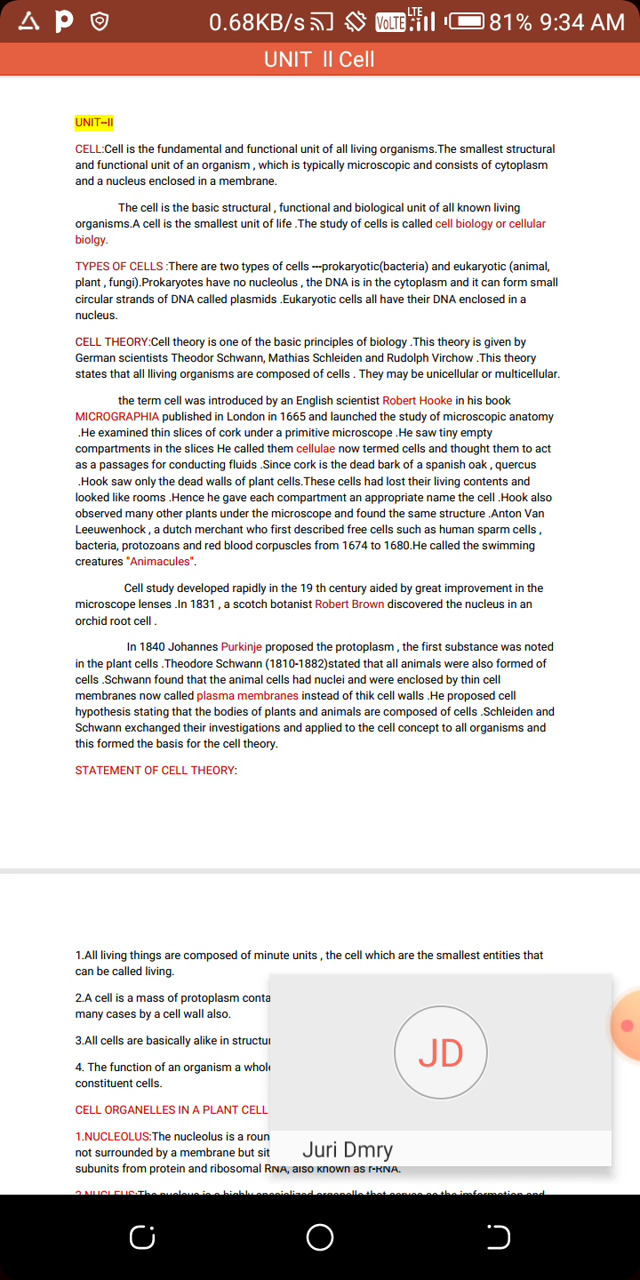 0.68KB/s VoLTE LTE 81% 9:34 AM
UNIT II Cell
UNIT--II
CELL:Cell is the fundamental and functional unit of all living organisms.The smallest structural
and functional unit of an organism , which is typically microscopic and consists of cytoplasm
and a nucleus enclosed in a membrane.
The cell is the basic structural , functional and biological unit of all known living
organisms.A cell is the smallest unit of life .The study of cells is called cell biology or cellular
biolgy.
TYPES OF CELLS :There are two types of cells ---prokaryotic(bacteria) and eukaryotic (animal,
plant , fungi).Prokaryotes have no nucleolus , the DNA is in the cytoplasm and it can form small
circular strands of DNA called plasmids .Eukaryotic cells all have their DNA enclosed in a
nucleus.
CELL THEORY:Cell theory is one of the basic principles of biology .This theory is given by
German scientists Theodor Schwann, Mathias Schleiden and Rudolph Virchow .This theory
states that all lliving organisms are composed of cells . They may be unicellular or multicellular.
the term cell was introduced by an English scientist Robert Hooke in his book
MICROGRAPHIA published in London in 1665 and launched the study of microscopic anatomy
.He examined thin slices of cork under a primitive microscope .He saw tiny empty
compartments in the slices He called them cellulae now termed cells and thought them to act
as a passages for conducting fluids .Since cork is the dead bark of a spanish oak , quercus
.Hook saw only the dead walls of plant cells.These cells had lost their living contents and
looked like rooms .Hence he gave each compartment an appropriate name the cell .Hook also
observed many other plants under the microscope and found the same structure .Anton Van
Leeuwenhock , a dutch merchant who first described free cells such as human sparm cells ,
bacteria, protozoans and red blood corpuscles from 1674 to 1680.He called the swimming
creatures "Animacules".
Cell study developed rapidly in the 19 th century aided by great improvement in the
microscope lenses .In 1831 , a scotch botanist Robert Brown discovered the nucleus in an
orchid root cell .
In 1840 Johannes Purkinje proposed the protoplasm , the first substance was noted
in the plant cells .Theodore Schwann (1810-1882)stated that all animals were also formed of
cells .Schwann found that the animal cells had nuclei and were enclosed by thin cell
membranes now called plasma membranes instead of thik cell walls .He proposed cell
hypothesis stating that the bodies of plants and animals are composed of cells .Schleiden and
Schwann exchanged their investigations and applied to the cell concept to all organisms and
this formed the basis for the cell theory.
STATEMENT OF CELL THEORY:
1.All living things are composed of minute units , the cell which are the smallest entities that
can be called living.
2.A cell is a mass of protoplasm conta
many cases by a cell wall also.
3.All cells are basically alike in structu
4. The function of an organism a whole
constituent cells.
CELL ORGANELLES IN A PLANT CELL
1.NUCLEOLUS:The nucleolus is a roun
not surrounded by a membrane but sit
subunits from protein and ribosomal RNA, also known as r-RNA.
2.NUCLEUS:The nucleus is a highly specialized organelle that serves as the imformation and
JD
Juri Dmry